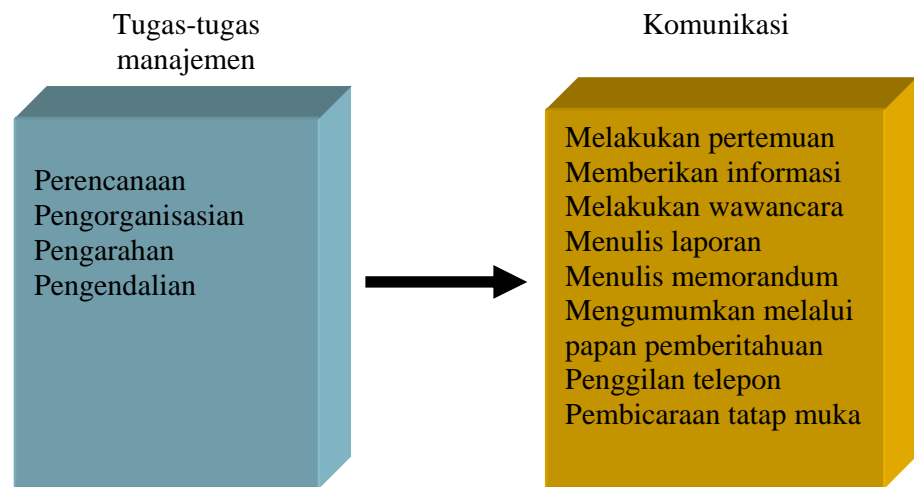 Tugas-tugas
manajemen
Komunikasi
Perencanaan
Pengorganisasian
Pengarahan
Pengendalian
Melakukan pertemuan
Memberikan informasi
Melakukan wawancara
Menulis laporan
Menulis memorandum
Mengumumkan melalui
papan pemberitahuan
Penggilan telepon
Pembicaraan tatap muka